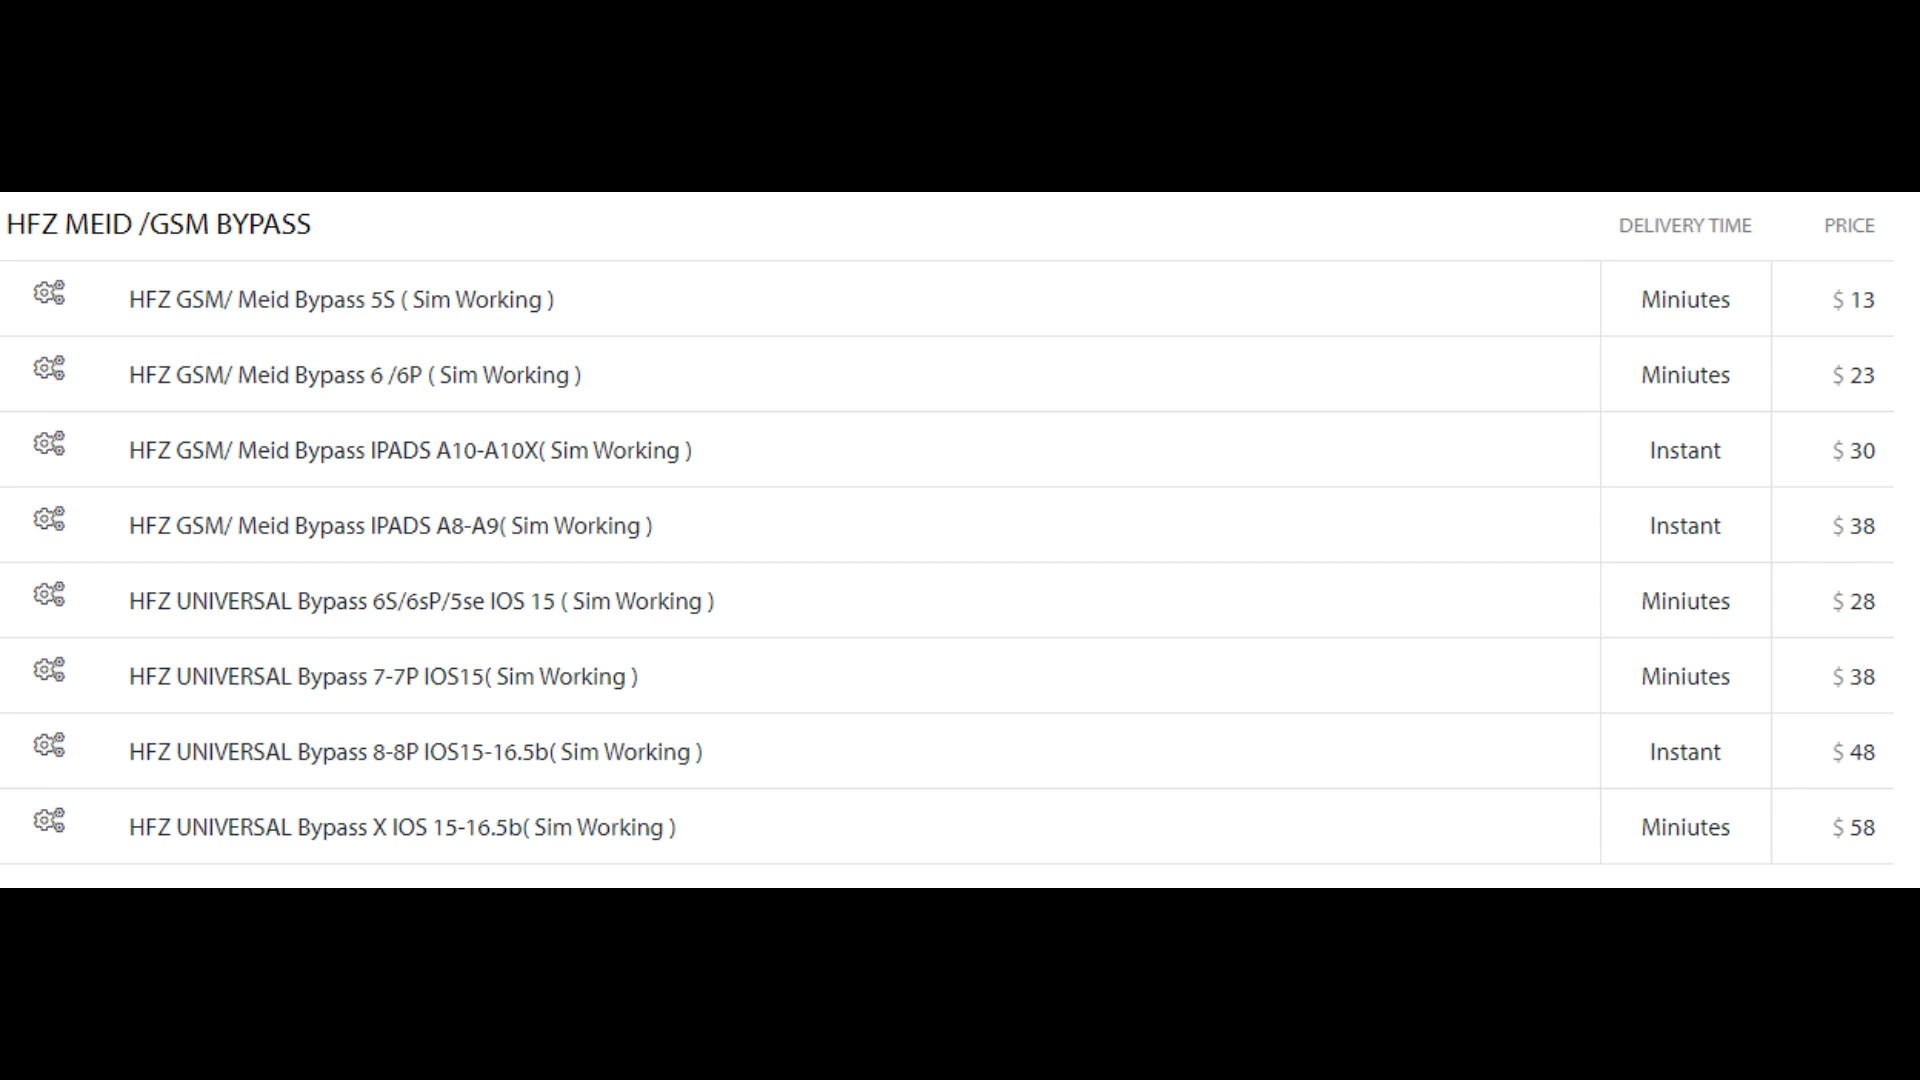 HFZ MEID /GSM BYPASS DELIVERY TIME PRICE
HFZ GSM/ Meid Bypass 5S ( Sim Working ) Miniutes $ 13
HFZ GSM/ Meid Bypass 6 /6P ( Sim Working ) Miniutes $ 23
HFZ GSM/ Meid Bypass IPADS A10-A10X( Sim Working ) Instant $ 30
HFZ GSM/ Meid Bypass IPADS A8-A9( Sim Working ) Instant $ 38
HFZ UNIVERSAL Bypass 6S/6sP/5se IOS 15 ( Sim Working ) Miniutes $ 28
HFZ UNIVERSAL Bypass 7-7P IOS15( Sim Working ) Miniutes $ 38
HFZ UNIVERSAL Bypass 8-8P IOS15-16.5b( Sim Working ) Instant $ 48
HFZ UNIVERSAL Bypass X IOS 15-16.5b( Sim Working ) Miniutes $ 58